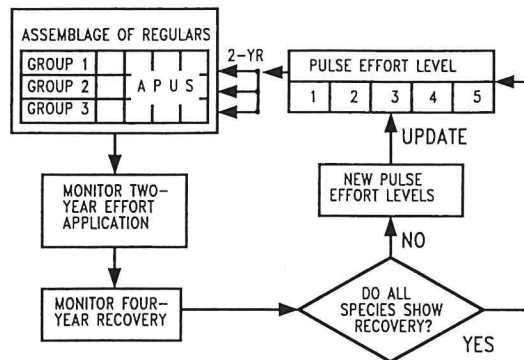 ASSEMBLAGE OF REGULARS
GROUP 1
GROUP 2
GROUP 3
A P U S
2-YR
PULSE EFFORT LEVEL
1 2 3 4 5
UPDATE
MONITOR TWO-
YEAR EFFORT
APPLICATION
NEW PULSE
EFFORT LEVELS
NO
MONITOR FOUR-
YEAR RECOVERY
DO ALL
SPECIES SHOW
RECOVERY?
YES